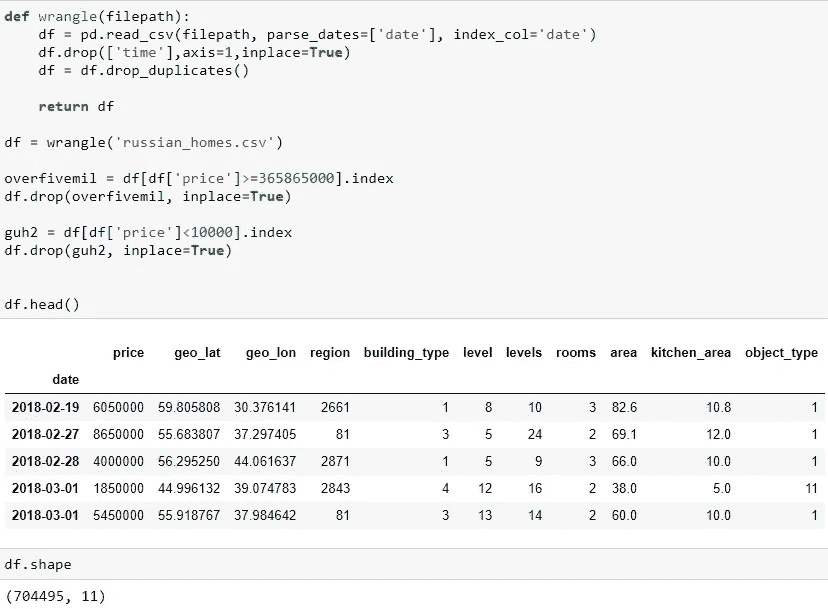 def wrangle(filepath):
    df = pd.read_csv(filepath, parse_dates=['date'], index_col='date')
    df.drop(['time'],axis=1,inplace=True)
    df = df.drop_duplicates()
    return df
df = wrangle('russian_homes.csv')
overfivemil = df[df['price']>=365865000].index
df.drop(overfivemil, inplace=True)
guh2 = df[df['price']<10000].index
df.drop(guh2, inplace=True)
df.head()
price geo_lat geo_lon region building_type level levels rooms area kitchen_area object_type
date
2018-02-19 6050000 59.805808 30.376141 2661 1 8 10 3 82.6 10.8 1
2018-02-27 8650000 55.683807 37.297405 81 3 5 24 2 69.1 12.0 1
2018-02-28 4000000 56.295250 44.061637 2871 1 5 9 3 66.0 10.0 1
2018-03-01 1850000 44.996132 39.074783 2843 4 12 16 2 38.0 5.0 11
2018-03-01 5450000 55.918767 37.984642 81 3 13 14 2 60.0 10.0 1
df.shape
(704495, 11)